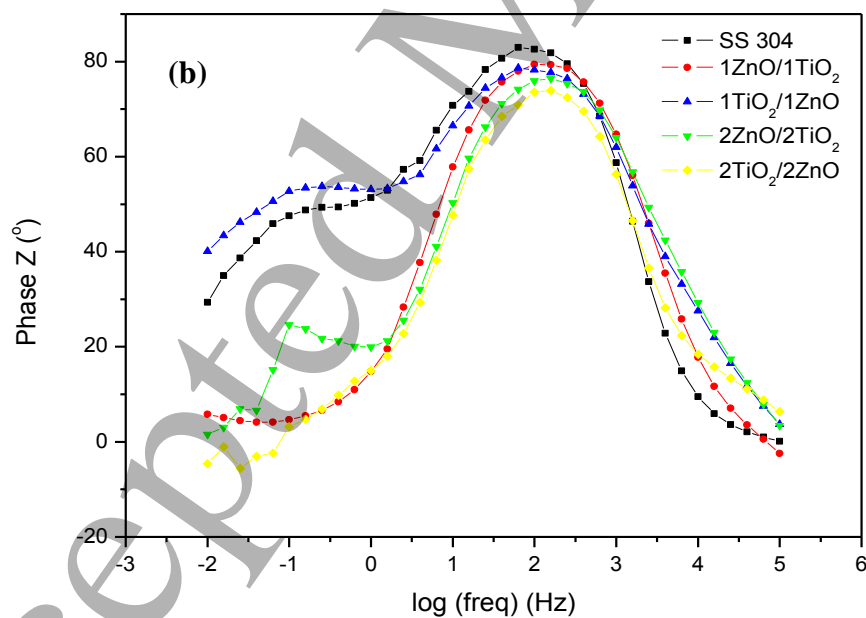 (b)
SS 304
1ZnO/1TiO₂
1TiO₂/1ZnO
2ZnO/2TiO₂
2TiO₂/2ZnO
80
60
40
20
0
-20
Phase Z (°)
-3 -2 -1 0 1 2 3 4 5 6
log (freq) (Hz)